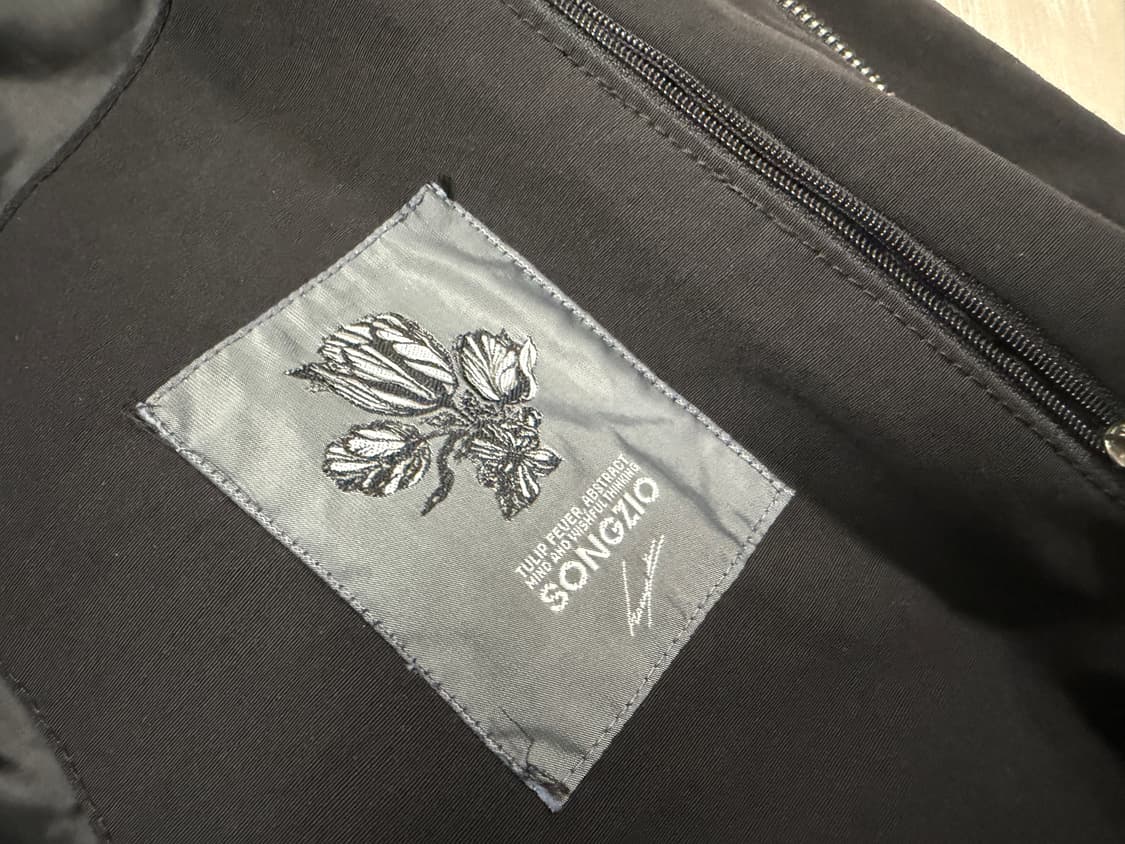 TULIP FEVER, ABSTRACT
MIND AND WISHFUL THINKING
SONGZIO